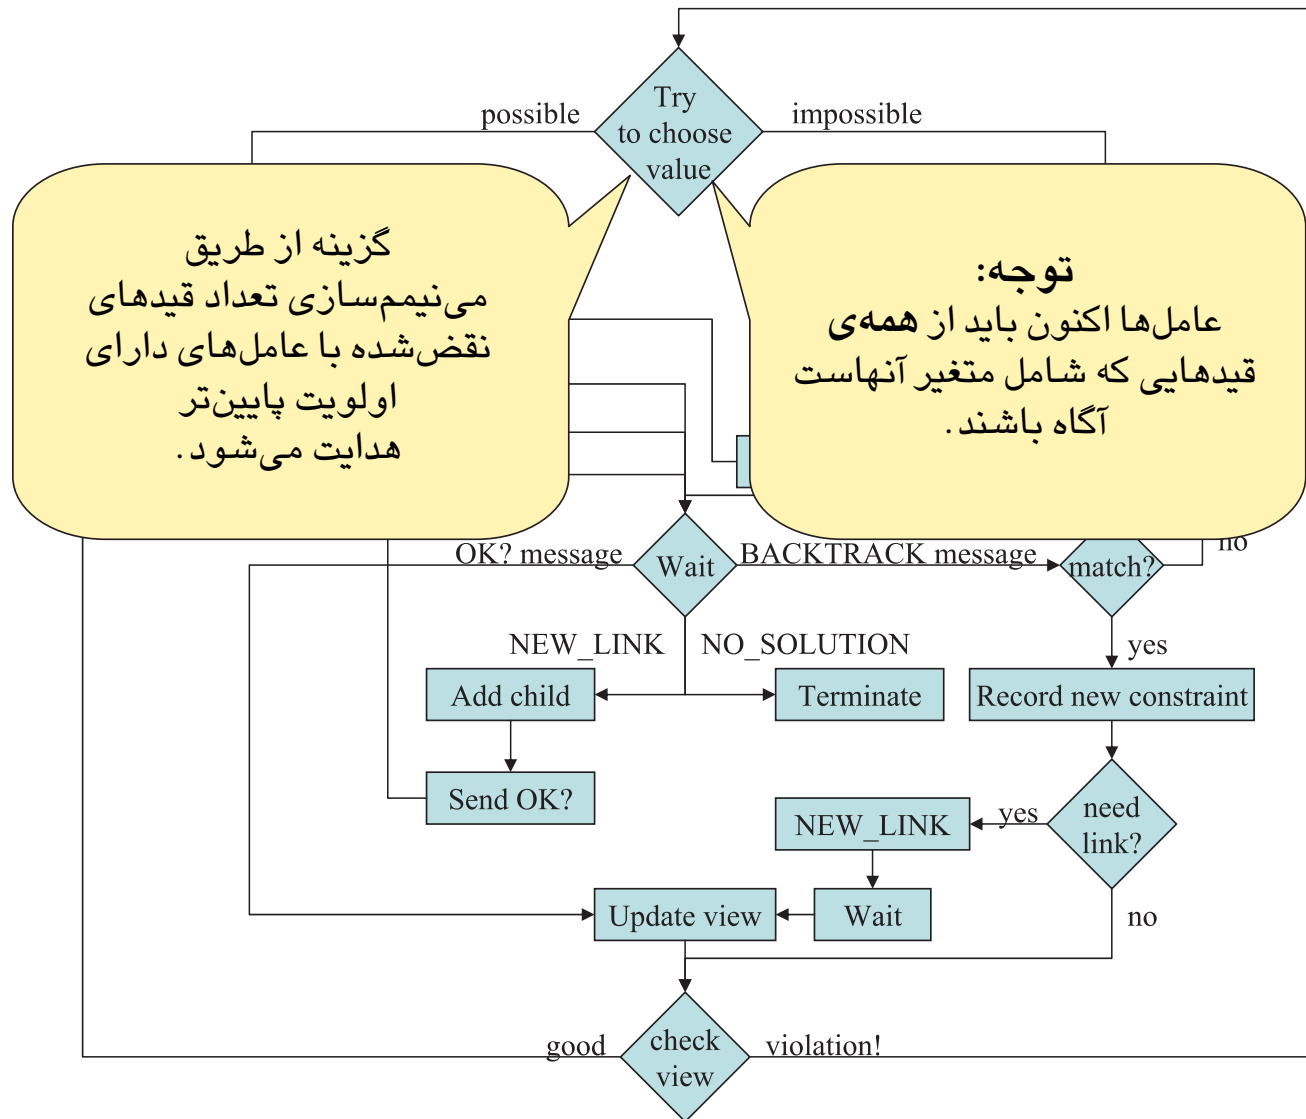 Try
to choose
value
possible
impossible
گزینه از طریق
می‌نیمم‌سازی تعداد قیدهای
نقض‌شده با عامل‌های دارای
اولویت پایین‌تر
هدایت می‌شود.
توجه:
عامل‌ها اکنون باید از همه‌ی
قیدهایی که شامل متغیر آنهاست
آگاه باشند.
OK? message
Wait
BACKTRACK message
match?
no
NEW_LINK
NO_SOLUTION
yes
Add child
Terminate
Record new constraint
Send OK?
NEW_LINK
yes
need
link?
Update view
Wait
no
good
check
view
violation!